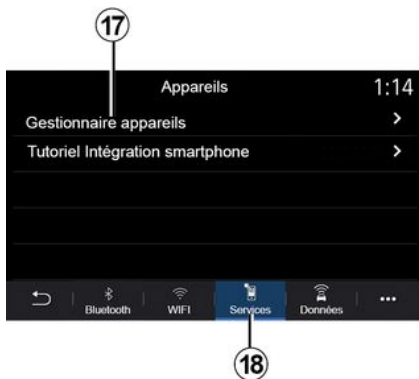 17
Appareils 1:14
Gestionnaire appareils
Tutoriel Intégration smartphone
Bluetooth WIFI Services Données
18